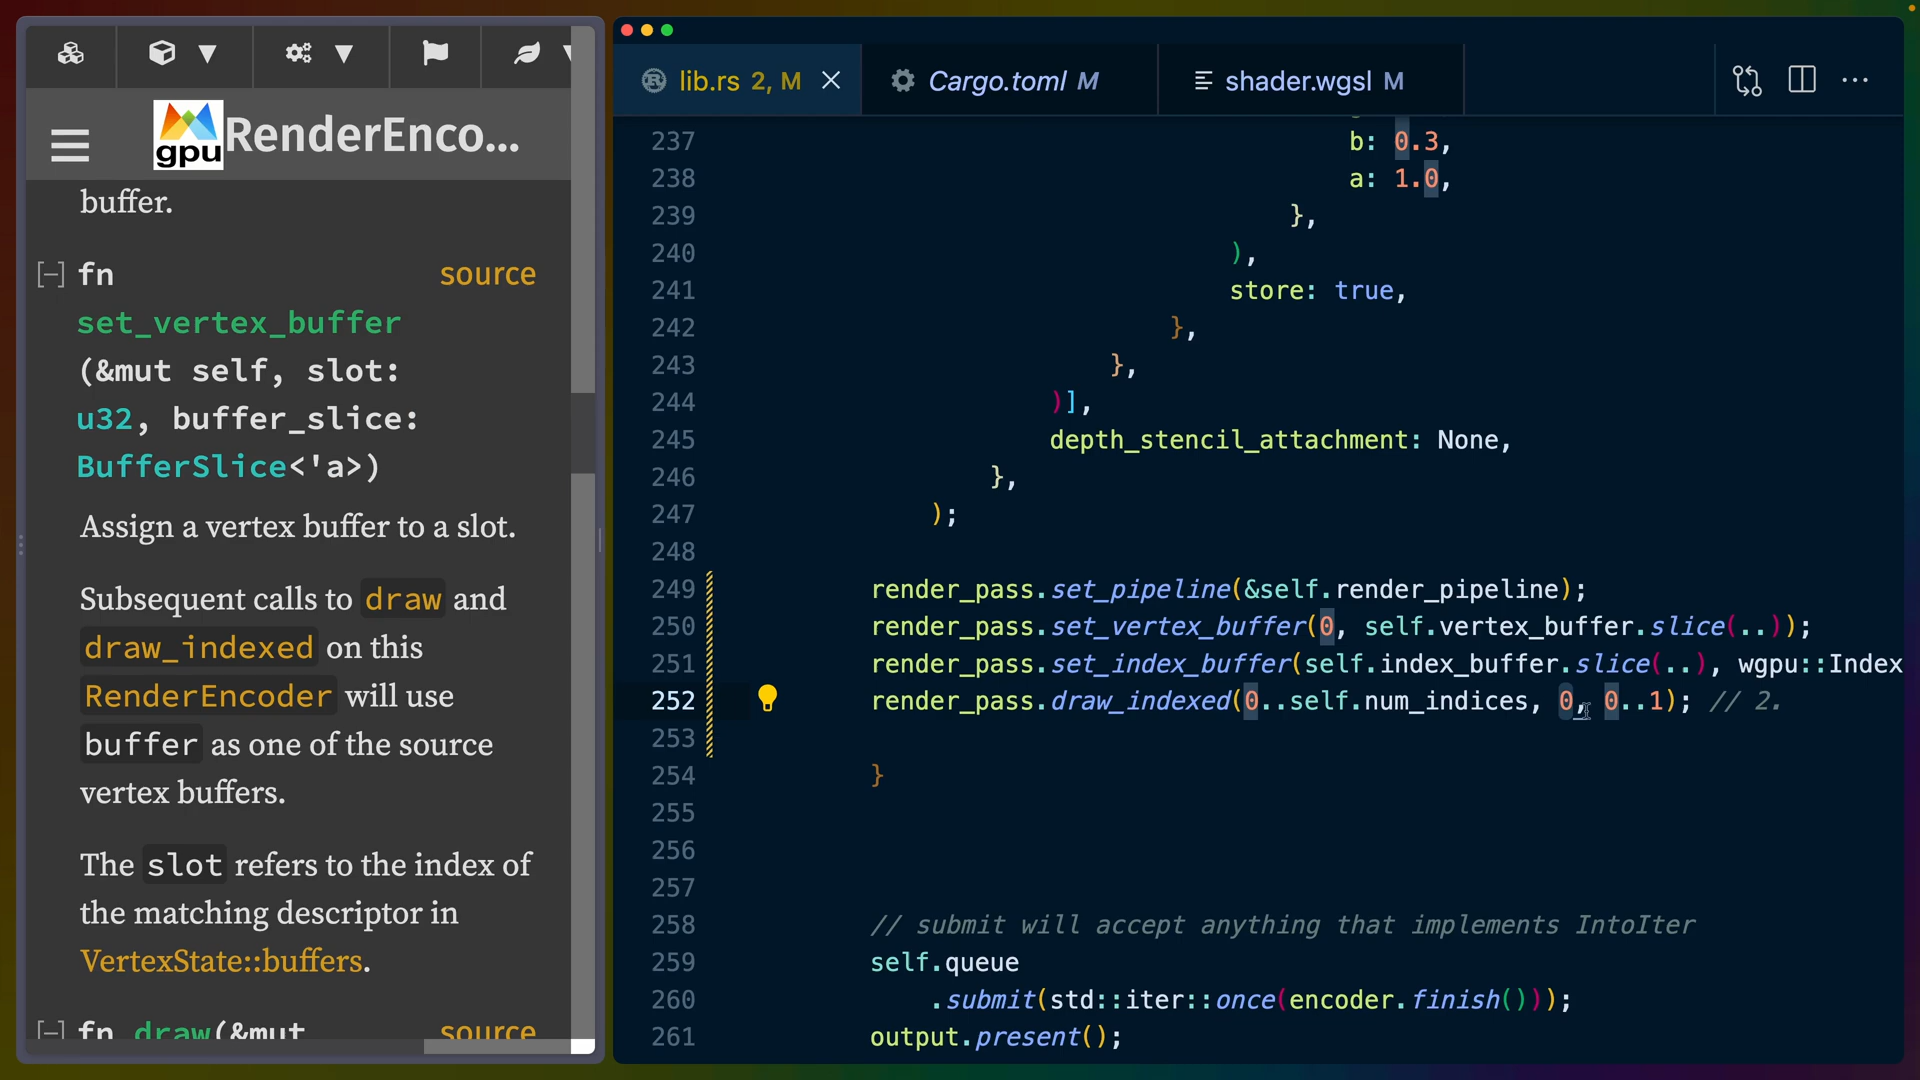 gpu
RenderEnco...
buffer.
[−] fn source
set_vertex_buffer
(&mut self, slot:
u32, buffer_slice:
BufferSlice<'a>)
Assign a vertex buffer to a slot.
Subsequent calls to draw and
draw_indexed on this
RenderEncoder will use
buffer as one of the source
vertex buffers.
The slot refers to the index of
the matching descriptor in
VertexState::buffers.
[−] fn draw(&mut source
lib.rs 2, M
Cargo.toml M
shader.wgsl M
237 b: 0.3,
238 a: 1.0,
239 },
240 ),
241 store: true,
242 },
243 },
244 )],
245 depth_stencil_attachment: None,
246 },
247 );
248
249 render_pass.set_pipeline(&self.render_pipeline);
250 render_pass.set_vertex_buffer(0, self.vertex_buffer.slice(..));
251 render_pass.set_index_buffer(self.index_buffer.slice(..), wgpu::Index
252 render_pass.draw_indexed(0..self.num_indices, 0, 0..1); // 2.
253
254 }
255
256
257
258 // submit will accept anything that implements IntoIter
259 self.queue
260 .submit(std::iter::once(encoder.finish()));
261 output.present();